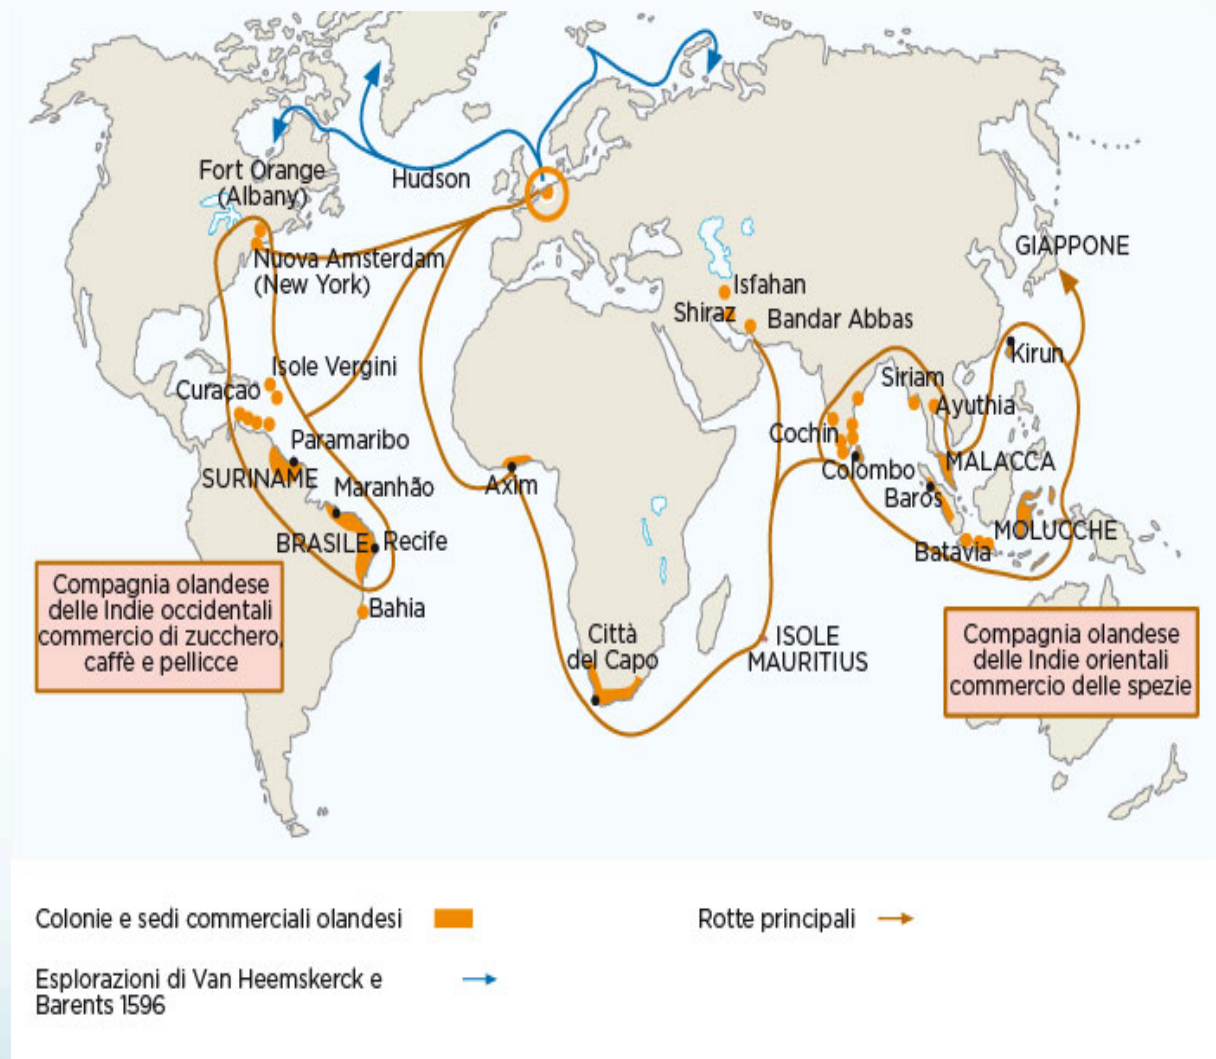 Hudson
Fort Orange
(Albany)
Nuova Amsterdam
(New York)
GIAPPONE
Isfahan
Shiraz
Bandar Abbas
Kirun
Isole Vergini
Curaçao
Siriam
Ayuthia
Cochin
Paramaribo
SURINAME
Maranhão
Axim
Colombo
MALACCA
Baros
BRASILE
Recife
MOLUCCHE
Batavia
Bahia
Compagnia olandese
delle Indie occidentali
commercio di zucchero,
caffè e pellicce
Città
del Capo
ISOLE
MAURITIUS
Compagnia olandese
delle Indie orientali
commercio delle spezie
Colonie e sedi commerciali olandesi
Rotte principali
Esplorazioni di Van Heemskerck e
Barents 1596